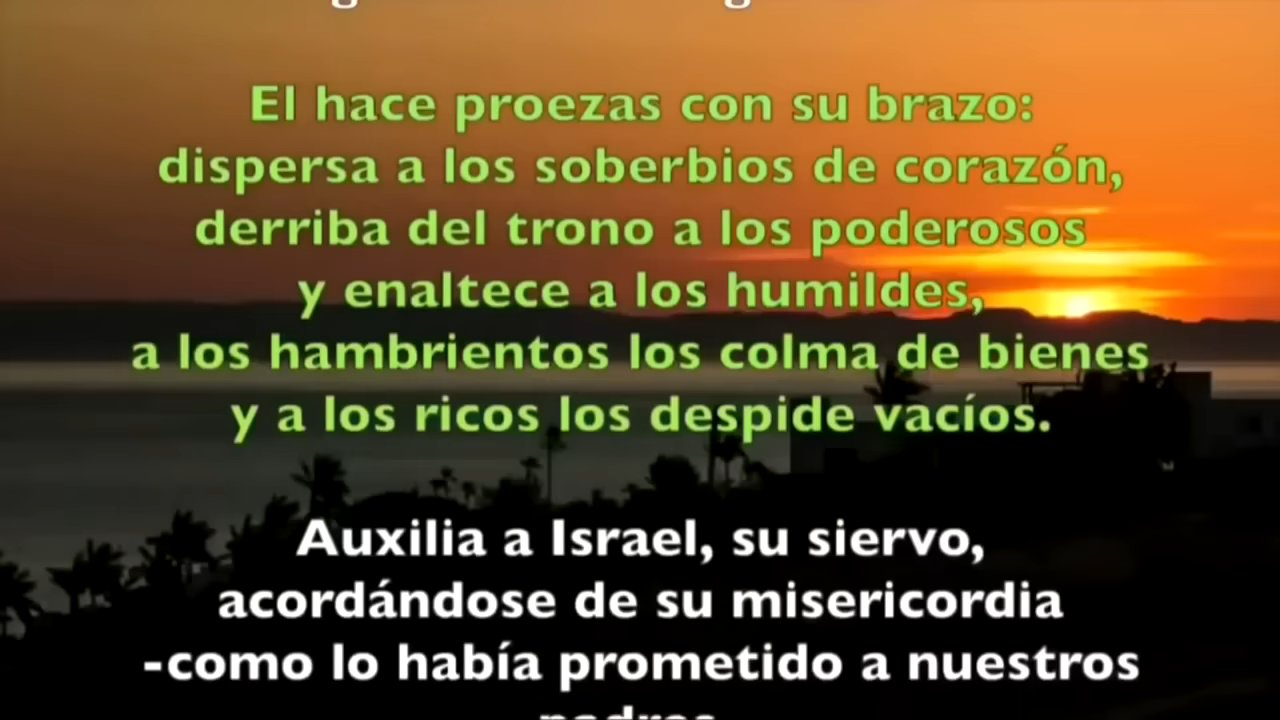 El hace proezas con su brazo:
dispersa a los soberbios de corazón,
derriba del trono a los poderosos
y enaltece a los humildes,
a los hambrientos los colma de bienes
y a los ricos los despide vacíos.
Auxilia a Israel, su siervo,
acordándose de su misericordia
-como lo había prometido a nuestros
padres